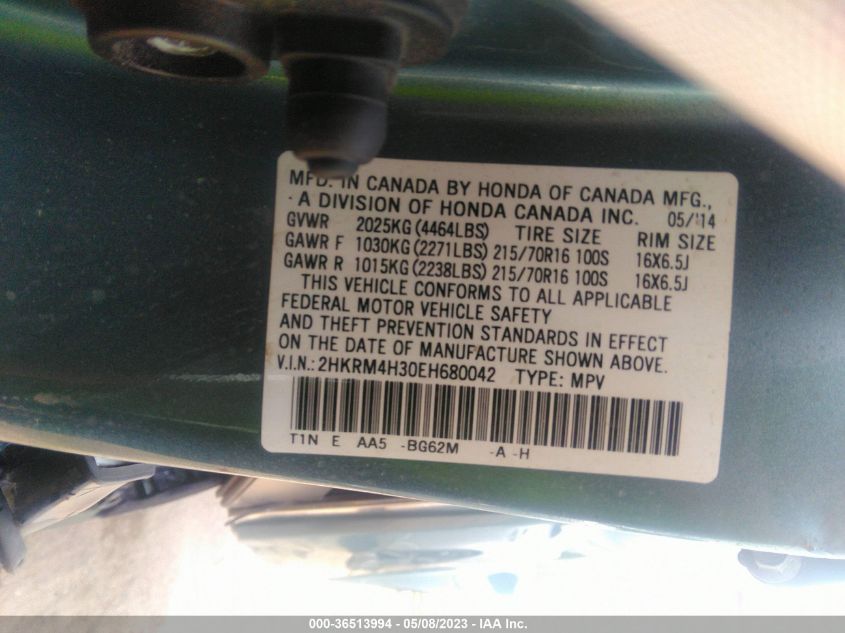 MFD. IN CANADA BY HONDA OF CANADA MFG.,
A DIVISION OF HONDA CANADA INC. 05/14
GVWR 2025KG (4464LBS) TIRE SIZE RIM SIZE
GAWR F 1030KG (2271LBS) 215/70R16 100S 16X6.5J
GAWR R 1015KG (2238LBS) 215/70R16 100S 16X6.5J
THIS VEHICLE CONFORMS TO ALL APPLICABLE
FEDERAL MOTOR VEHICLE SAFETY
AND THEFT PREVENTION STANDARDS IN EFFECT
ON THE DATE OF MANUFACTURE SHOWN ABOVE.
V.I.N.: 2HKRM4H30EH680042 TYPE: MPV
T1N E AA5 -BG62M -A -H
000-36513994 - 05/08/2023 - IAA Inc.